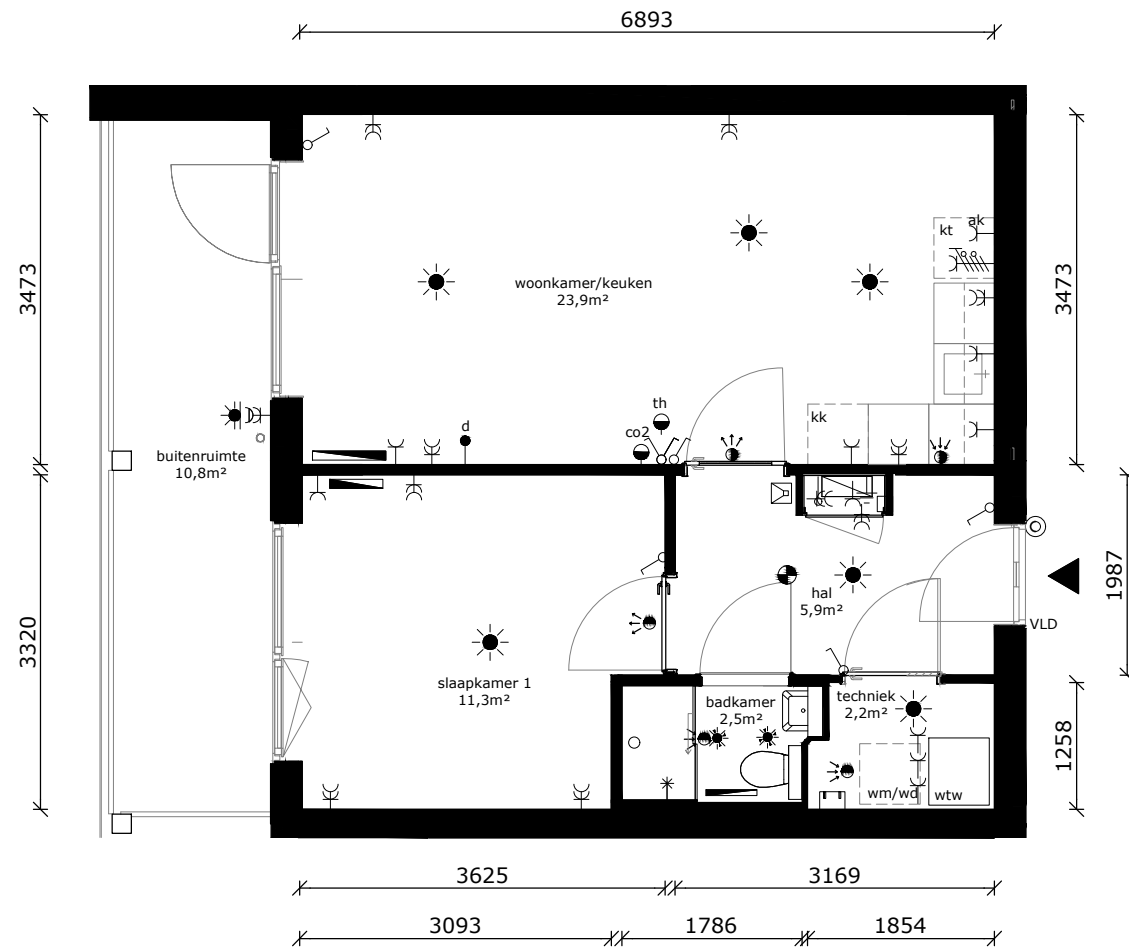 6893
3473
3473
kt
ak
woonkamer/keuken
23,9m²
kk
th
co2
d
buitenruimte
10,8m²
3320
1987
hal
5,9m²
VLD
slaapkamer 1
11,3m²
badkamer
2,5m²
techniek
2,2m²
1258
wm/wd
wtw
3625
3169
3093
1786
1854